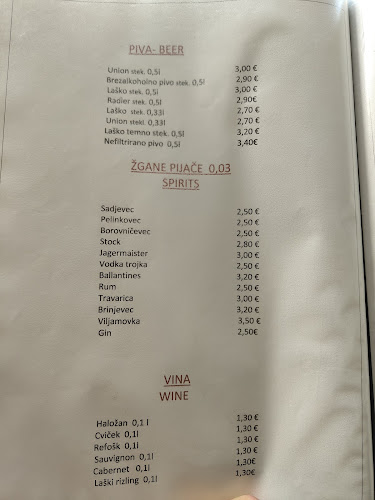 PIVA- BEER
Union stek. 0,5l 3,00 €
Brezalkoholno pivo stek. 0,5l 2,90 €
Laško stek. 0,5l 3,00 €
Radler stek. 0,5l 2,90€
Laško stek. 0,33l 2,70 €
Union stekl. 0,33l 2,70 €
Laško temno stek. 0,5l 3,20 €
Nefiltrirano pivo 0,5l 3,40€
ŽGANE PIJAČE 0,03
SPIRITS
Sadjevec 2,50 €
Pelinkovec 2,50 €
Borovničevec 2,50 €
Stock 2,80 €
Jagermaister 3,00 €
Vodka trojka 2,50 €
Ballantines 3,20 €
Rum 2,50 €
Travarica 3,00 €
Brinjevec 3,20 €
Viljamovka 3,50 €
Gin 2,50€
VINA
WINE
Haložan 0,1 l 1,30 €
Cviček 0,1l 1,30 €
Refošk 0,1l 1,30 €
Sauvignon 0,1l 1,30 €
Cabernet 0,1l 1,30€
Laški rizling 0,1l 1,30€